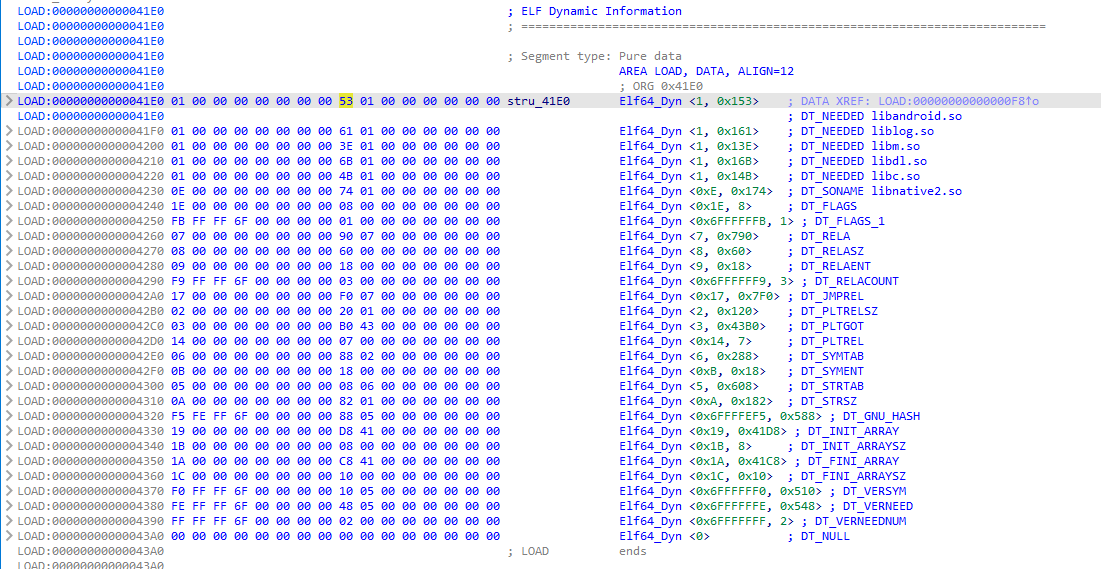 LOAD:00000000000041E0 ; ELF Dynamic Information
LOAD:00000000000041E0 ; ===========================================================================
LOAD:00000000000041E0
LOAD:00000000000041E0 ; Segment type: Pure data
LOAD:00000000000041E0 AREA LOAD, DATA, ALIGN=12
LOAD:00000000000041E0 ; ORG 0x41E0
LOAD:00000000000041E0 01 00 00 00 00 00 00 00 53 01 00 00 00 00 00 00 stru_41E0 Elf64_Dyn <1, 0x153> ; DATA XREF: LOAD:00000000000000F8↑o
LOAD:00000000000041E0 ; DT_NEEDED libandroid.so
LOAD:00000000000041F0 01 00 00 00 00 00 00 00 61 01 00 00 00 00 00 00 Elf64_Dyn <1, 0x161> ; DT_NEEDED liblog.so
LOAD:0000000000004200 01 00 00 00 00 00 00 00 3E 01 00 00 00 00 00 00 Elf64_Dyn <1, 0x13E> ; DT_NEEDED libm.so
LOAD:0000000000004210 01 00 00 00 00 00 00 00 6B 01 00 00 00 00 00 00 Elf64_Dyn <1, 0x16B> ; DT_NEEDED libdl.so
LOAD:0000000000004220 01 00 00 00 00 00 00 00 4B 01 00 00 00 00 00 00 Elf64_Dyn <1, 0x14B> ; DT_NEEDED libc.so
LOAD:0000000000004230 0E 00 00 00 00 00 00 00 74 01 00 00 00 00 00 00 Elf64_Dyn <0xE, 0x174> ; DT_SONAME libnative2.so
LOAD:0000000000004240 1E 00 00 00 00 00 00 00 08 00 00 00 00 00 00 00 Elf64_Dyn <0x1E, 8> ; DT_FLAGS
LOAD:0000000000004250 FB FF FF 6F 00 00 00 00 01 00 00 00 00 00 00 00 Elf64_Dyn <0x6FFFFFFB, 1> ; DT_FLAGS_1
LOAD:0000000000004260 07 00 00 00 00 00 00 00 90 07 00 00 00 00 00 00 Elf64_Dyn <7, 0x790> ; DT_RELA
LOAD:0000000000004270 08 00 00 00 00 00 00 00 60 00 00 00 00 00 00 00 Elf64_Dyn <8, 0x60> ; DT_RELASZ
LOAD:0000000000004280 09 00 00 00 00 00 00 00 18 00 00 00 00 00 00 00 Elf64_Dyn <9, 0x18> ; DT_RELAENT
LOAD:0000000000004290 F9 FF FF 6F 00 00 00 00 03 00 00 00 00 00 00 00 Elf64_Dyn <0x6FFFFFF9, 3> ; DT_RELACOUNT
LOAD:00000000000042A0 17 00 00 00 00 00 00 00 F0 07 00 00 00 00 00 00 Elf64_Dyn <0x17, 0x7F0> ; DT_JMPREL
LOAD:00000000000042B0 02 00 00 00 00 00 00 00 20 01 00 00 00 00 00 00 Elf64_Dyn <2, 0x120> ; DT_PLTRELSZ
LOAD:00000000000042C0 03 00 00 00 00 00 00 00 B0 43 00 00 00 00 00 00 Elf64_Dyn <3, 0x43B0> ; DT_PLTGOT
LOAD:00000000000042D0 14 00 00 00 00 00 00 00 07 00 00 00 00 00 00 00 Elf64_Dyn <0x14, 7> ; DT_PLTREL
LOAD:00000000000042E0 06 00 00 00 00 00 00 00 88 02 00 00 00 00 00 00 Elf64_Dyn <6, 0x288> ; DT_SYMTAB
LOAD:00000000000042F0 0B 00 00 00 00 00 00 00 18 00 00 00 00 00 00 00 Elf64_Dyn <0xB, 0x18> ; DT_SYMENT
LOAD:0000000000004300 05 00 00 00 00 00 00 00 08 06 00 00 00 00 00 00 Elf64_Dyn <5, 0x608> ; DT_STRTAB
LOAD:0000000000004310 0A 00 00 00 00 00 00 00 82 01 00 00 00 00 00 00 Elf64_Dyn <0xA, 0x182> ; DT_STRSZ
LOAD:0000000000004320 F5 FE FF 6F 00 00 00 00 88 05 00 00 00 00 00 00 Elf64_Dyn <0x6FFFFEF5, 0x588> ; DT_GNU_HASH
LOAD:0000000000004330 19 00 00 00 00 00 00 00 D8 41 00 00 00 00 00 00 Elf64_Dyn <0x19, 0x41D8> ; DT_INIT_ARRAY
LOAD:0000000000004340 1B 00 00 00 00 00 00 00 08 00 00 00 00 00 00 00 Elf64_Dyn <0x1B, 8> ; DT_INIT_ARRAYSZ
LOAD:0000000000004350 1A 00 00 00 00 00 00 00 C8 41 00 00 00 00 00 00 Elf64_Dyn <0x1A, 0x41C8> ; DT_FINI_ARRAY
LOAD:0000000000004360 1C 00 00 00 00 00 00 00 10 00 00 00 00 00 00 00 Elf64_Dyn <0x1C, 0x10> ; DT_FINI_ARRAYSZ
LOAD:0000000000004370 F0 FF FF 6F 00 00 00 00 10 05 00 00 00 00 00 00 Elf64_Dyn <0x6FFFFFF0, 0x510> ; DT_VERSYM
LOAD:0000000000004380 FE FF FF 6F 00 00 00 00 48 05 00 00 00 00 00 00 Elf64_Dyn <0x6FFFFFFE, 0x548> ; DT_VERNEED
LOAD:0000000000004390 FF FF FF 6F 00 00 00 00 02 00 00 00 00 00 00 00 Elf64_Dyn <0x6FFFFFFF, 2> ; DT_VERNEEDNUM
LOAD:00000000000043A0 00 00 00 00 00 00 00 00 00 00 00 00 00 00 00 00 Elf64_Dyn <0> ; DT_NULL
LOAD:00000000000043A0 ; LOAD ends
LOAD:00000000000043A0